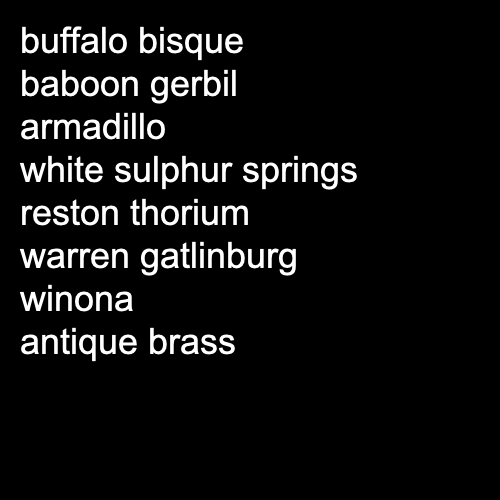 buffalo bisque
baboon gerbil
armadillo
white sulphur springs
reston thorium
warren gatlinburg
winona
antique brass